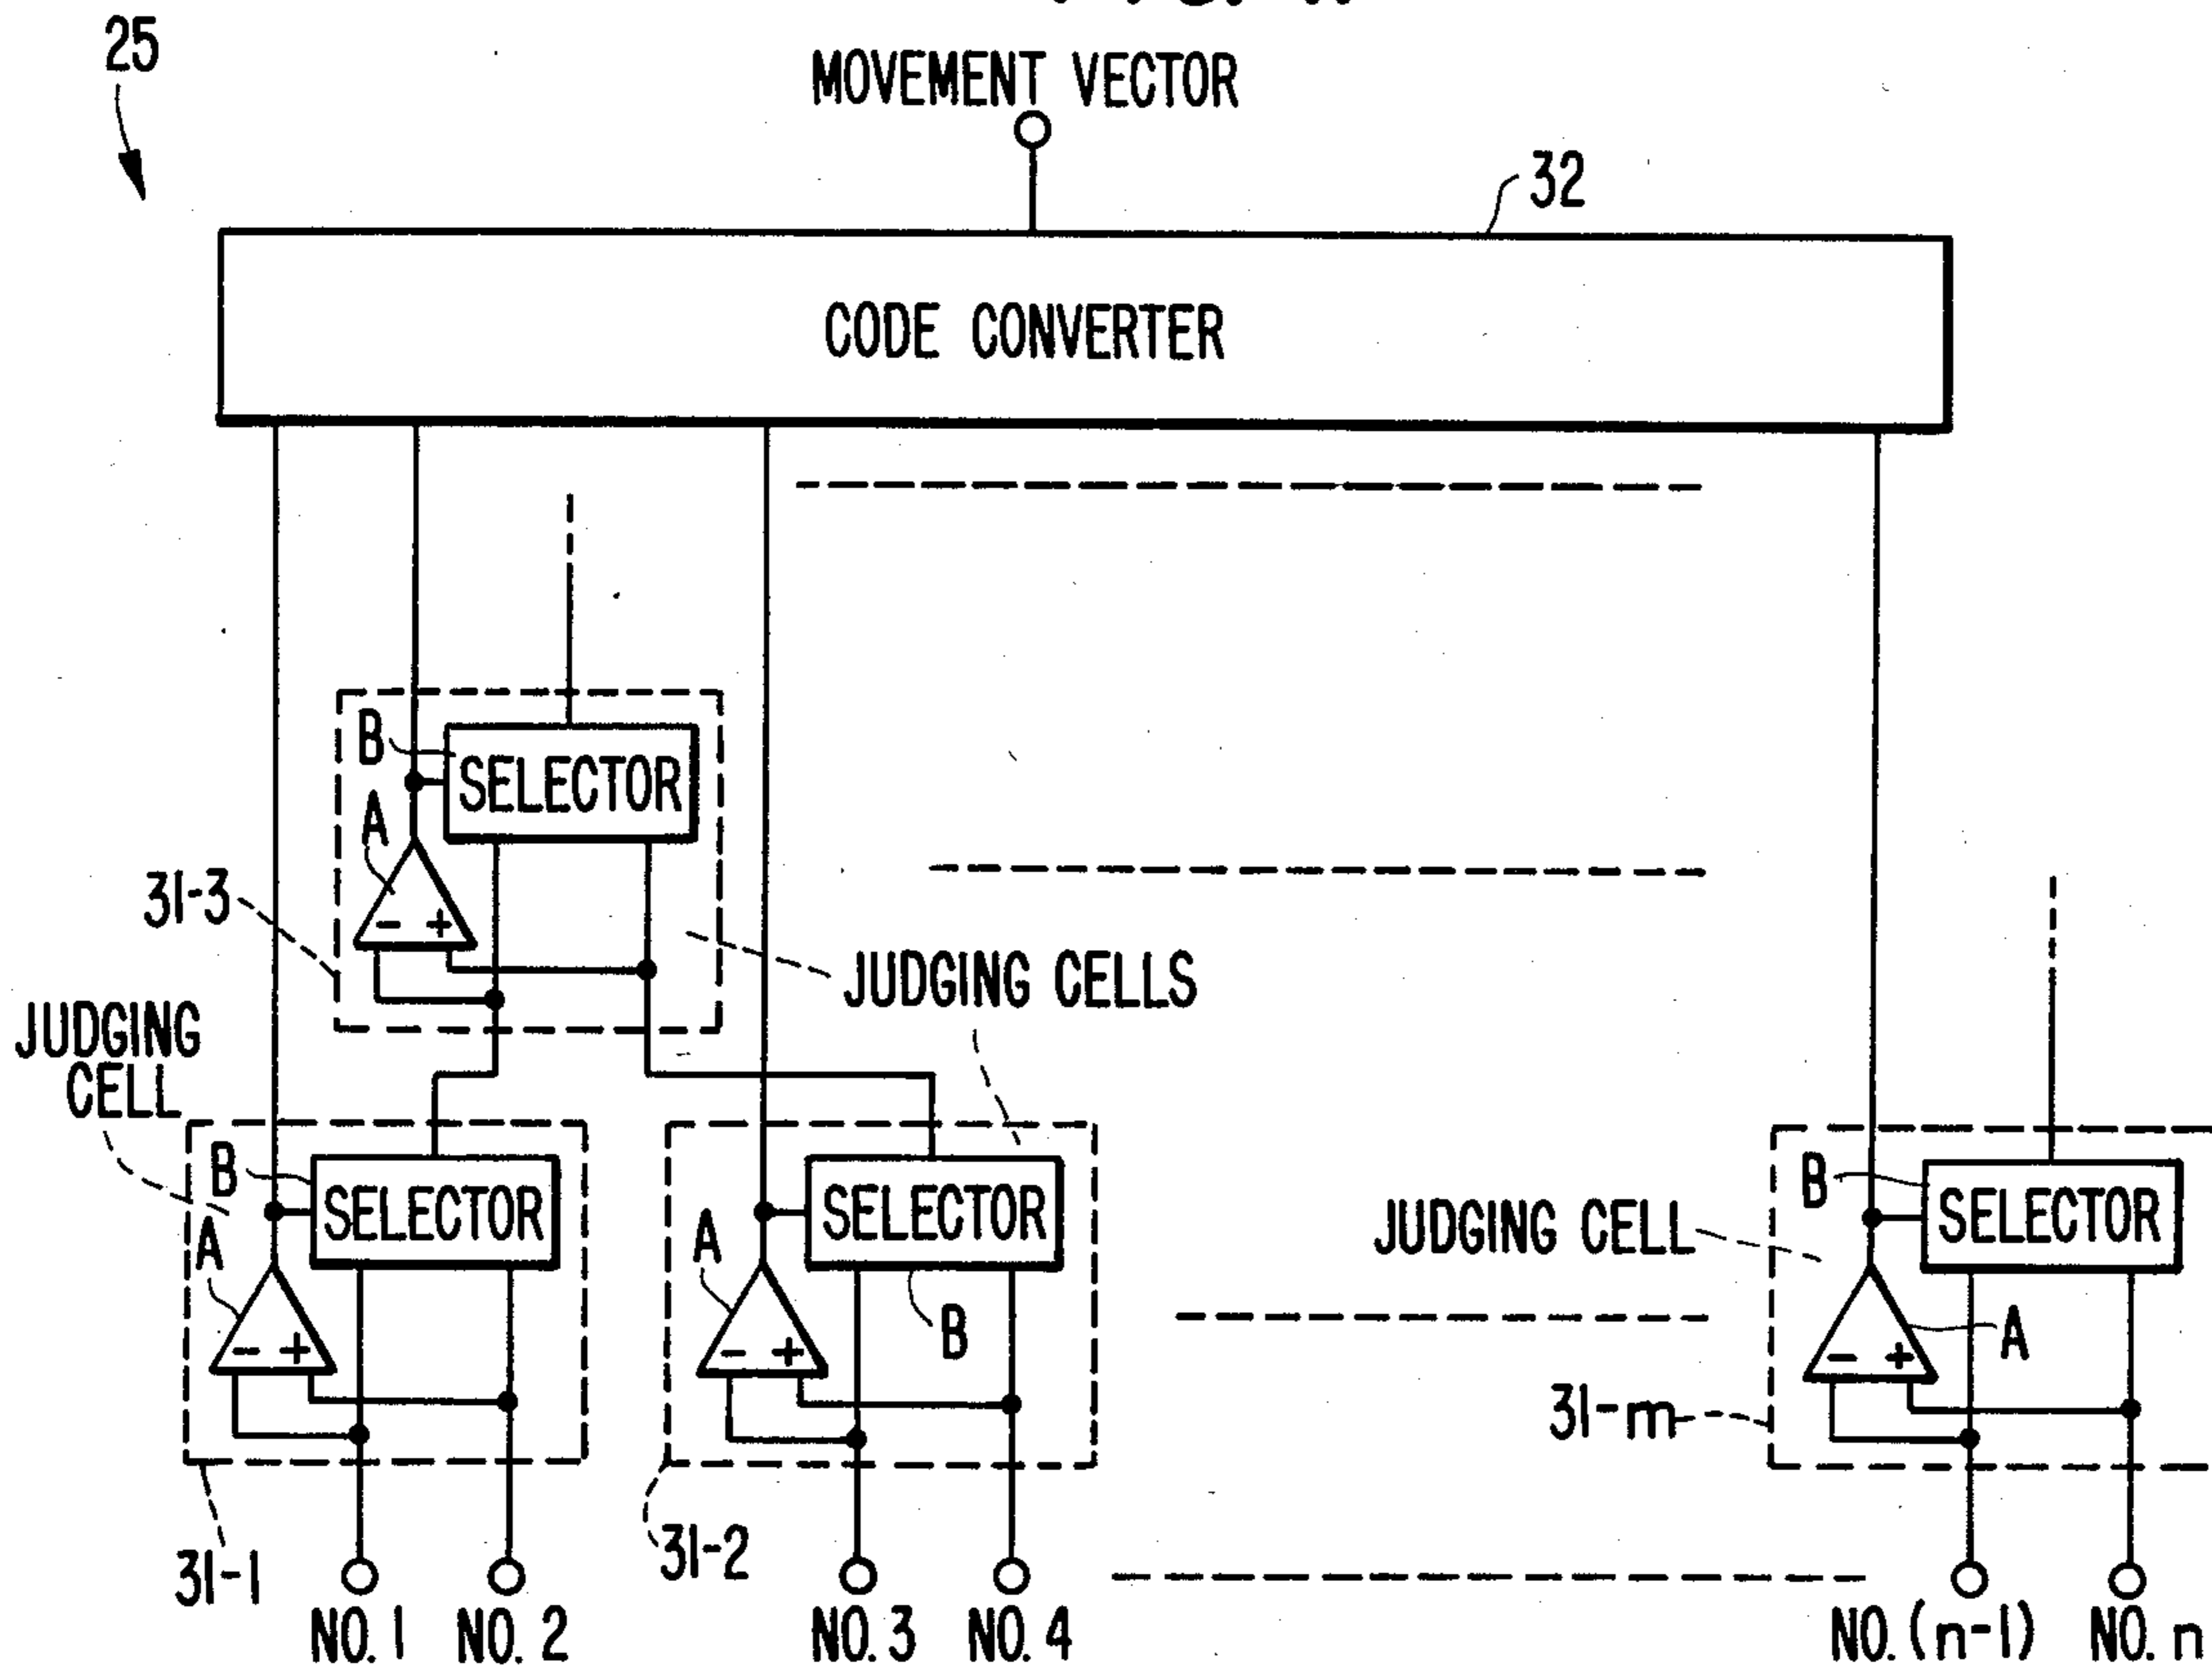 25
MOVEMENT VECTOR
32
CODE CONVERTER
B
SELECTOR
A
- +
31-3
JUDGING CELLS
JUDGING
CELL
B
SELECTOR
A
- +
SELECTOR
A
B
- +
B
SELECTOR
JUDGING CELL
A
- +
31-m
31-1
31-2
NO. 1
NO. 2
NO. 3
NO. 4
NO. (n-1)
NO. n